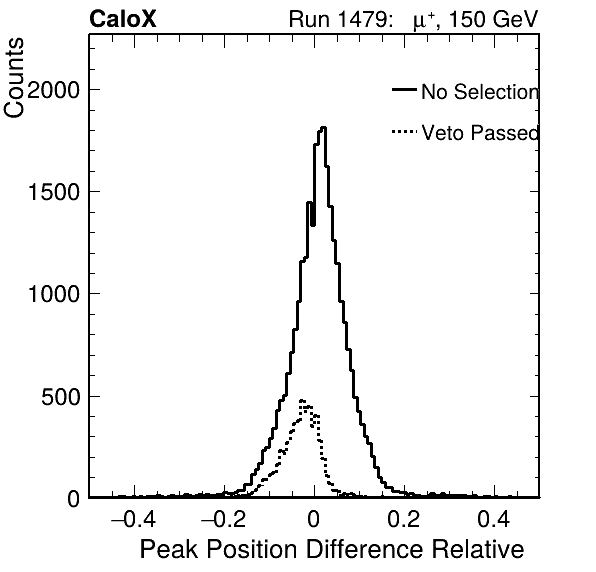 CaloX Run 1479: μ⁺, 150 GeV
Counts
2000
1500
1000
500
0
No Selection
Veto Passed
−0.4 −0.2 0 0.2 0.4
Peak Position Difference Relative